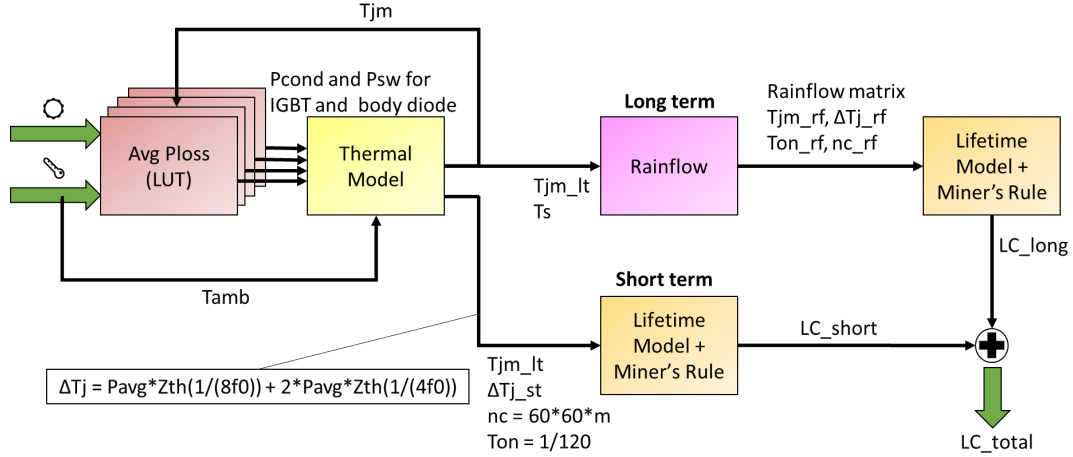 Tjm
Pcond and Psw for
IGBT and body diode
Avg Ploss
(LUT)
Thermal
Model
Tamb
ΔTj = Pavg*Zth(1/(8f0)) + 2*Pavg*Zth(1/(4f0))
Long term
Rainflow
Tjm_lt
Ts
Rainflow matrix
Tjm_rf, ΔTj_rf
Ton_rf, nc_rf
Lifetime
Model +
Miner's Rule
LC_long
Short term
Lifetime
Model +
Miner's Rule
Tjm_lt
ΔTj_st
nc = 60*60*m
Ton = 1/120
LC_short
LC_total